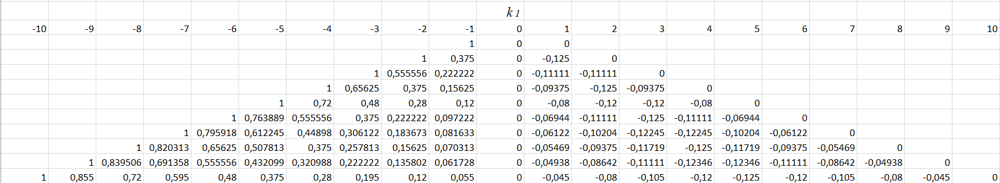 k 1
-10 -9 -8 -7 -6 -5 -4 -3 -2 -1 0 1 2 3 4 5 6 7 8 9 10
1 0 0
1 0,375 0 -0,125 0
1 0,555556 0,222222 0 -0,11111 -0,11111 0
1 0,65625 0,375 0,15625 0 -0,09375 -0,125 -0,09375 0
1 0,72 0,48 0,28 0,12 0 -0,08 -0,12 -0,12 -0,08 0
1 0,763889 0,555556 0,375 0,222222 0,097222 0 -0,06944 -0,11111 -0,125 -0,11111 -0,06944 0
1 0,795918 0,612245 0,44898 0,306122 0,183673 0,081633 0 -0,06122 -0,10204 -0,12245 -0,12245 -0,10204 -0,06122 0
1 0,820313 0,65625 0,507813 0,375 0,257813 0,15625 0,070313 0 -0,05469 -0,09375 -0,11719 -0,125 -0,11719 -0,09375 -0,05469 0
1 0,839506 0,691358 0,555556 0,432099 0,320988 0,222222 0,135802 0,061728 0 -0,04938 -0,08642 -0,11111 -0,12346 -0,12346 -0,11111 -0,08642 -0,04938 0
1 0,855 0,72 0,595 0,48 0,375 0,28 0,195 0,12 0,055 0 -0,045 -0,08 -0,105 -0,12 -0,125 -0,12 -0,105 -0,08 -0,045 0